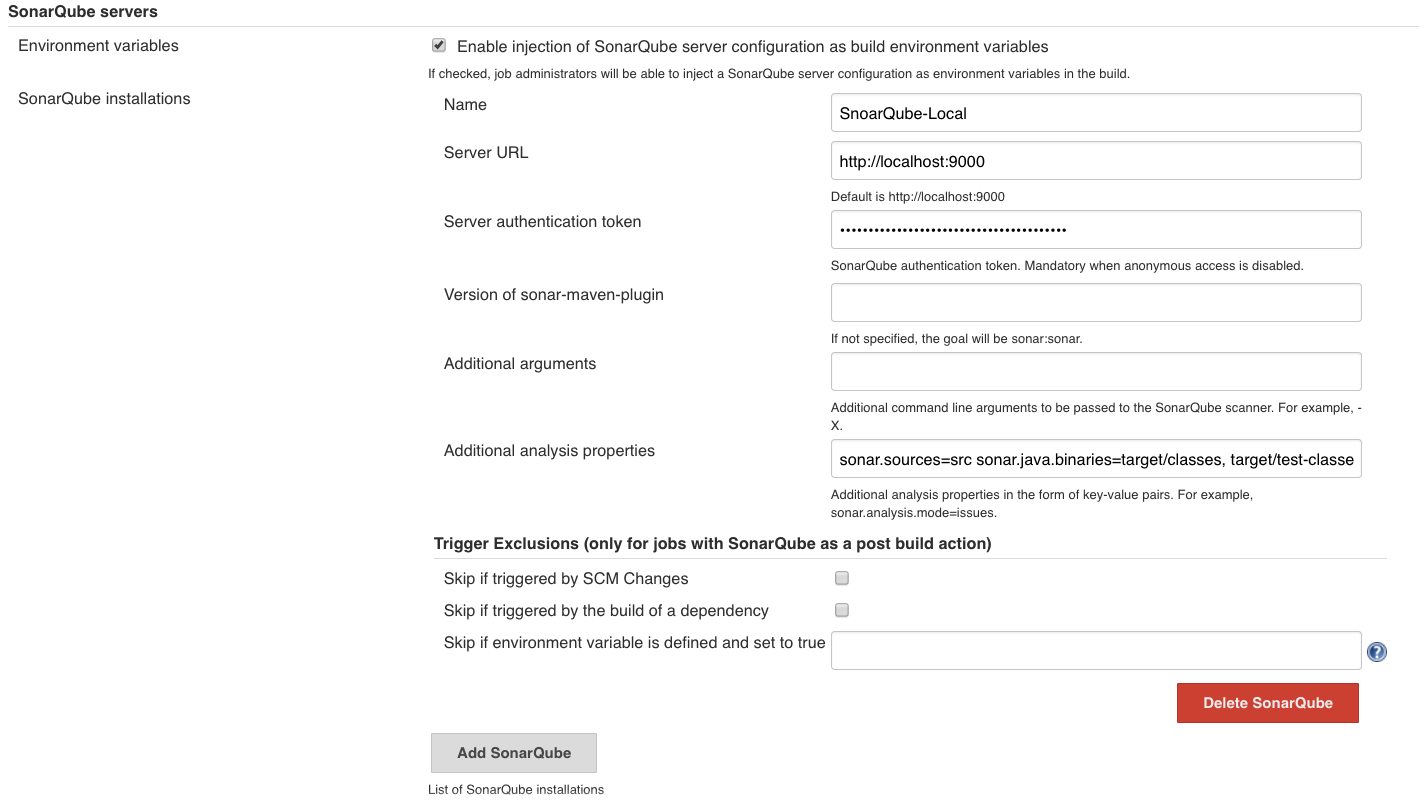 SonarQube servers
Environment variables
Enable injection of SonarQube server configuration as build environment variables
If checked, job administrators will be able to inject a SonarQube server configuration as environment variables in the build.
SonarQube installations
Name
SnoarQube-Local
Server URL
http://localhost:9000
Default is http://localhost:9000
Server authentication token
••••••••••••••••••••••••••••••••••••••••
SonarQube authentication token. Mandatory when anonymous access is disabled.
Version of sonar-maven-plugin
If not specified, the goal will be sonar:sonar.
Additional arguments
Additional command line arguments to be passed to the SonarQube scanner. For example, -
X.
Additional analysis properties
sonar.sources=src sonar.java.binaries=target/classes, target/test-classe
Additional analysis properties in the form of key-value pairs. For example,
sonar.analysis.mode=issues.
Trigger Exclusions (only for jobs with SonarQube as a post build action)
Skip if triggered by SCM Changes
Skip if triggered by the build of a dependency
Skip if environment variable is defined and set to true
?
Delete SonarQube
Add SonarQube
List of SonarQube installations